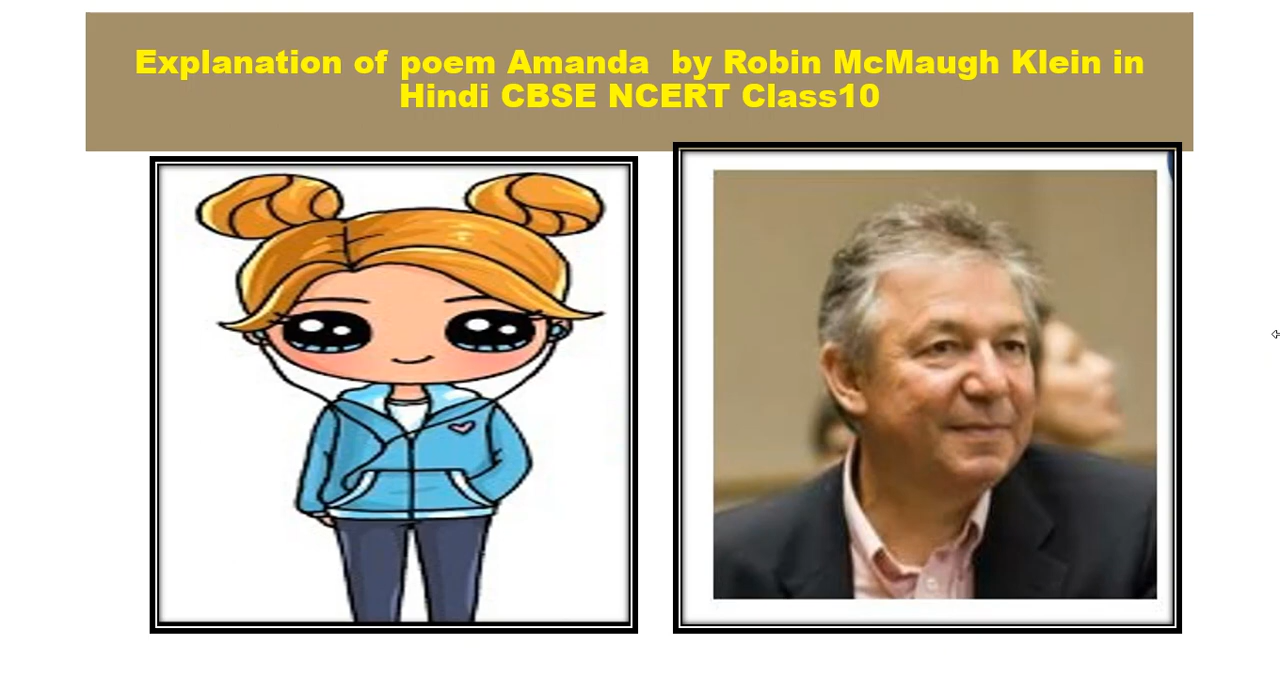 Explanation of poem Amanda  by Robin McMaugh Klein in
Hindi CBSE NCERT Class10